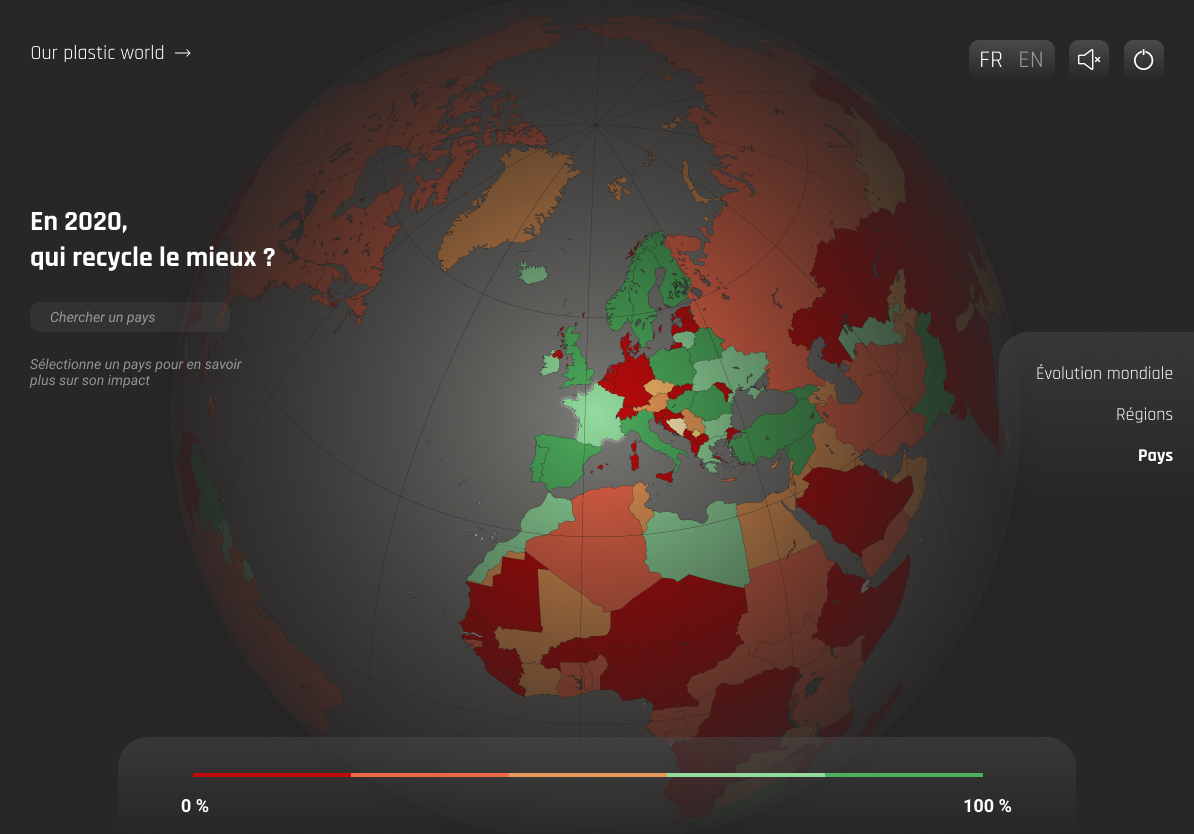 Our plastic world →
FR EN
En 2020,
qui recycle le mieux ?
Chercher un pays
Sélectionne un pays pour en savoir
plus sur son impact
Évolution mondiale
Régions
Pays
0 %
100 %